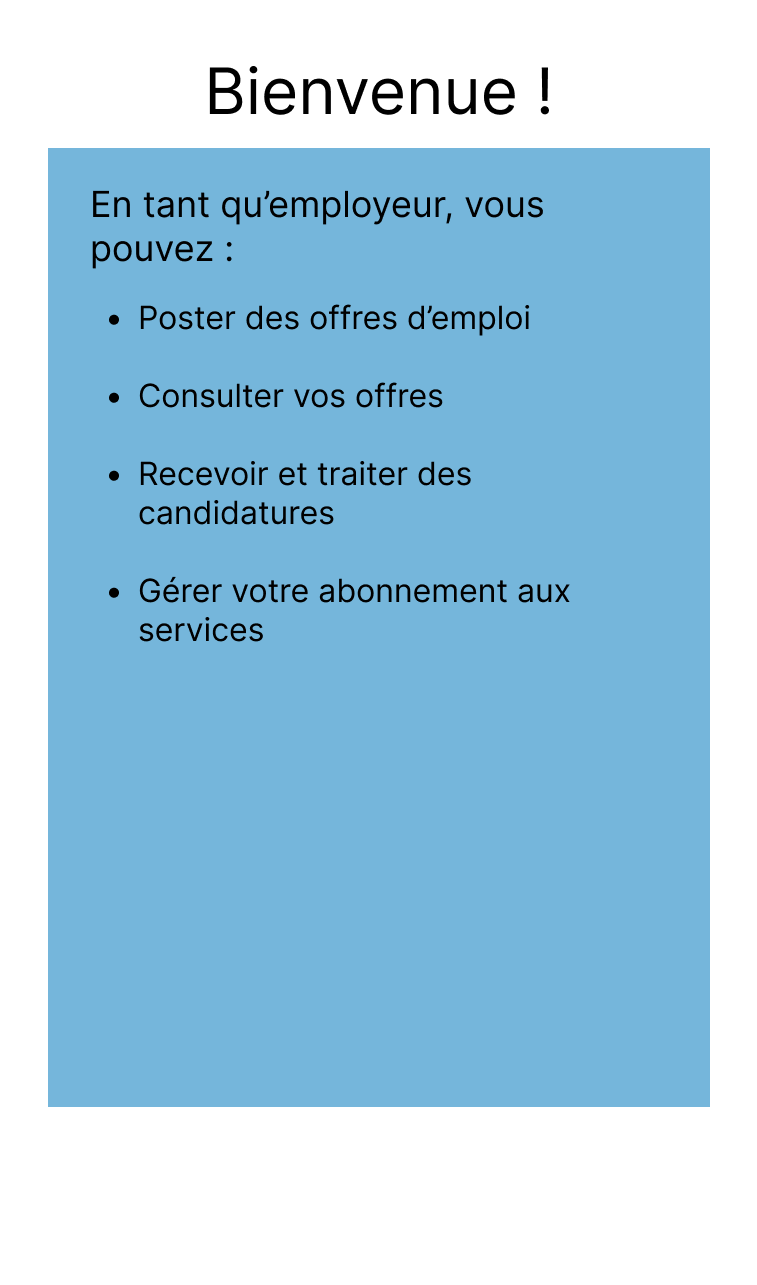 Bienvenue !
En tant qu’employeur, vous
pouvez :
• Poster des offres d’emploi
• Consulter vos offres
• Recevoir et traiter des
candidatures
• Gérer votre abonnement aux
services